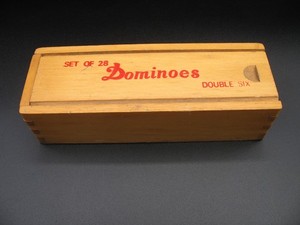 SET OF 28
Dominoes
DOUBLE SIX